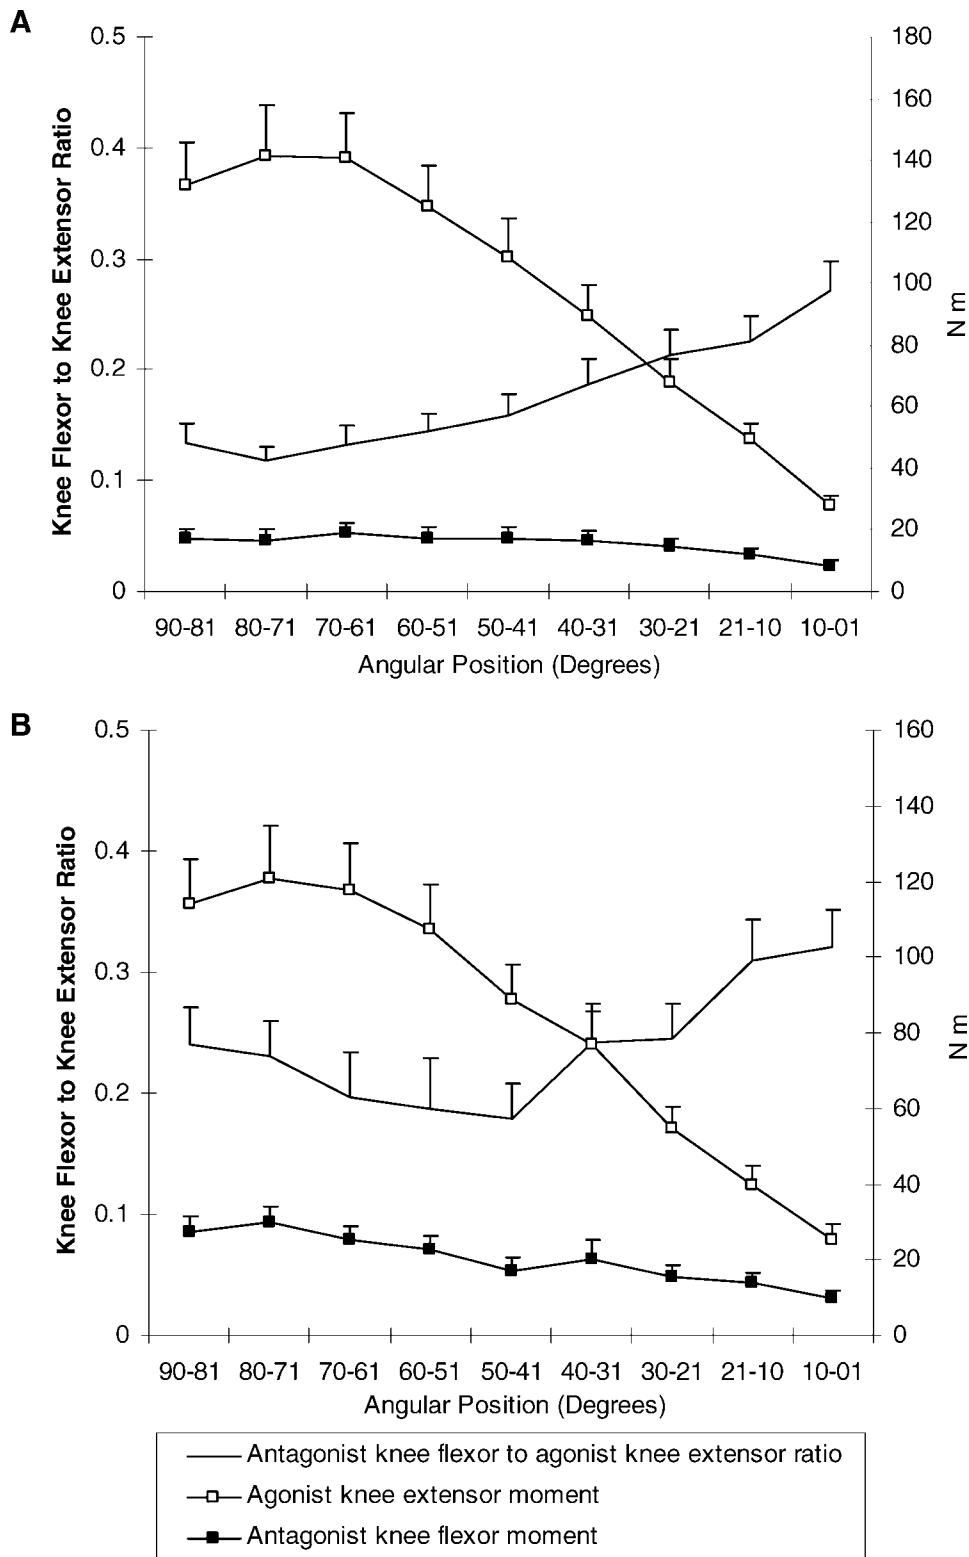 A
Knee Flexor to Knee Extensor Ratio
0.5
0.4
0.3
0.2
0.1
0
180
160
140
120
100
80
60
40
20
0
N m
90-81 80-71 70-61 60-51 50-41 40-31 30-21 21-10 10-01
Angular Position (Degrees)
B
Knee Flexor to Knee Extensor Ratio
0.5
0.4
0.3
0.2
0.1
0
160
140
120
100
80
60
40
20
0
N m
90-81 80-71 70-61 60-51 50-41 40-31 30-21 21-10 10-01
Angular Position (Degrees)
Antagonist knee flexor to agonist knee extensor ratio
Agonist knee extensor moment
Antagonist knee flexor moment